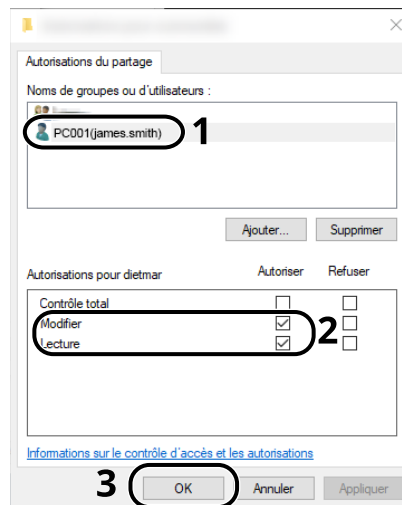 Autorisations du partage
Noms de groupes ou d'utilisateurs :
PC001(james.smith) 1
Ajouter... Supprimer
Autorisations pour dietmar Autoriser Refuser
Contrôle total
Modifier 2
Lecture
Informations sur le contrôle d'accès et les autorisations
3 OK Annuler Appliquer